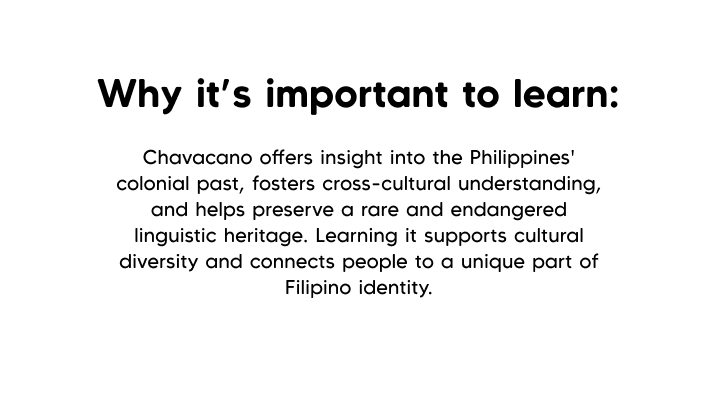 Why it's important to learn:
Chavacano offers insight into the Philippines'
colonial past, fosters cross-cultural understanding,
and helps preserve a rare and endangered
linguistic heritage. Learning it supports cultural
diversity and connects people to a unique part of
Filipino identity.